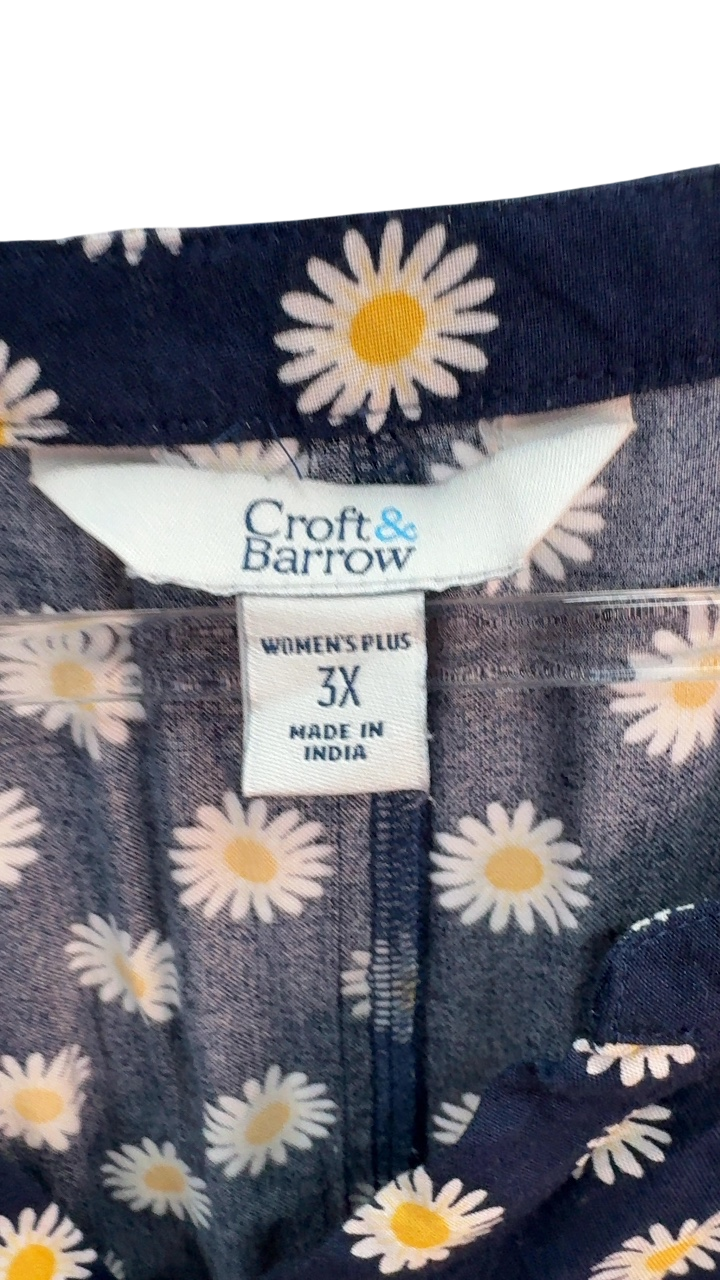 Croft&
Barrow
WOMEN'S PLUS
3X
MADE IN
INDIA